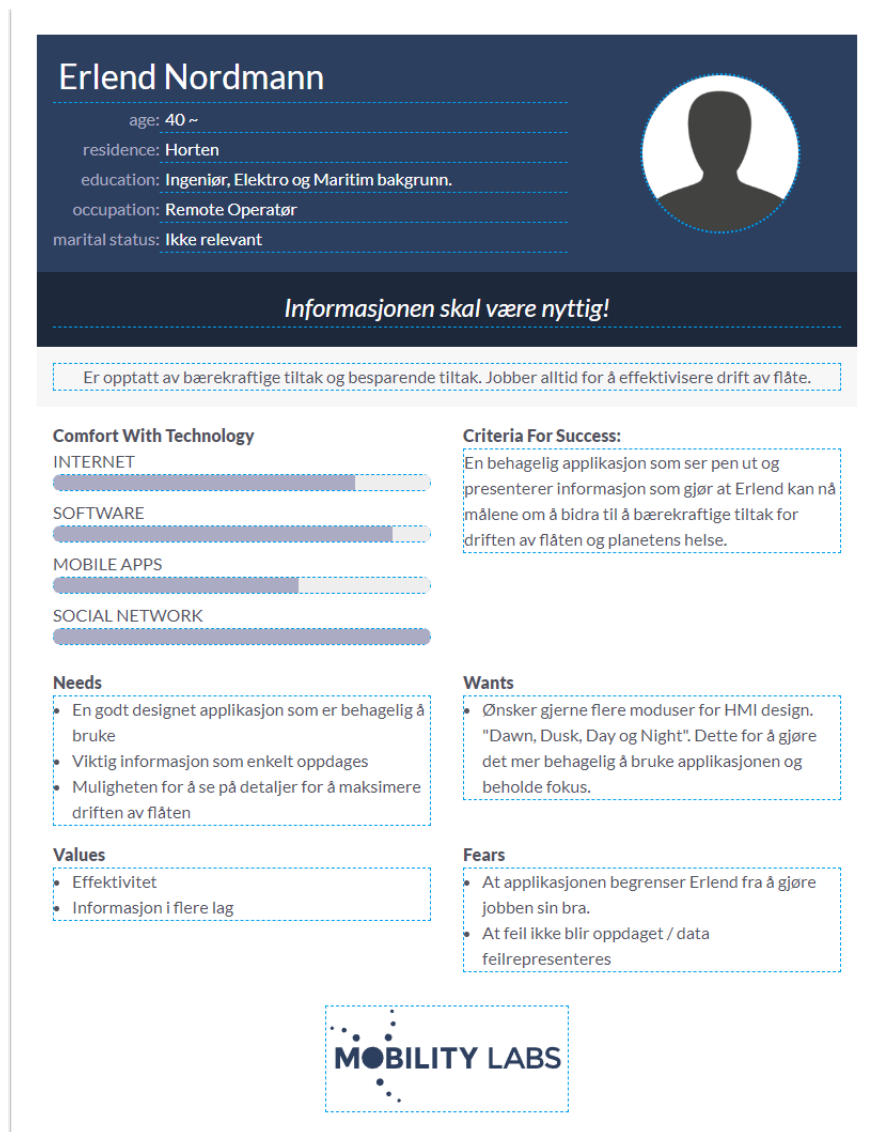 Erlend Nordmann
age: 40 ~
residence: Horten
education: Ingeniør, Elektro og Maritim bakgrunn.
occupation: Remote Operatør
marital status: Ikke relevant
Informasjonen skal være nyttig!
Er opptatt av bærekraftige tiltak og besparende tiltak. Jobber alltid for å effektivisere drift av flåte.
Comfort With Technology
INTERNET
SOFTWARE
MOBILE APPS
SOCIAL NETWORK
Criteria For Success:
En behagelig applikasjon som ser pen ut og
presenterer informasjon som gjør at Erlend kan nå
målene om å bidra til å bærekraftige tiltak for
driften av flåten og planetens helse.
Needs
• En godt designet applikasjon som er behagelig å
bruke
• Viktig informasjon som enkelt oppdages
• Muligheten for å se på detaljer for å maksimere
driften av flåten
Wants
• Ønsker gjerne flere moduser for HMI design.
"Dawn, Dusk, Day og Night". Dette for å gjøre
det mer behagelig å bruke applikasjonen og
beholde fokus.
Values
• Effektivitet
• Informasjon i flere lag
Fears
• At applikasjonen begrenser Erlend fra å gjøre
jobben sin bra.
• At feil ikke blir oppdaget / data
feilrepresenteres
MOBILITY LABS